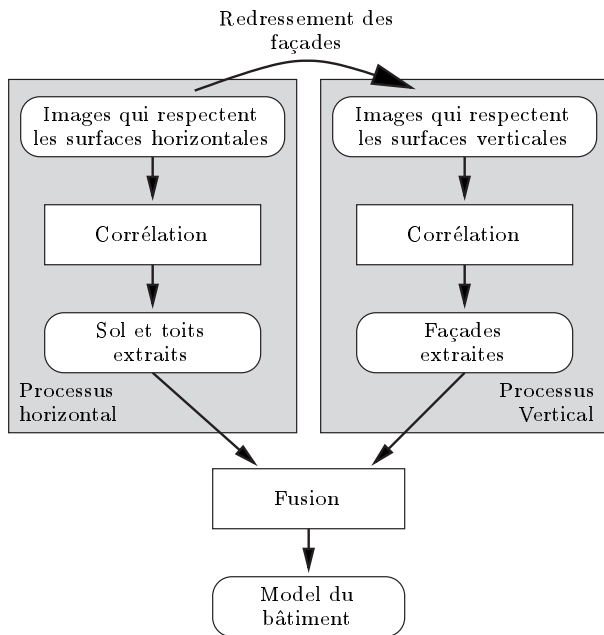 Redressement des
façades
Images qui respectent
les surfaces horizontales
Images qui respectent
les surfaces verticales
Corrélation
Corrélation
Sol et toits
extraits
Façades
extraites
Processus
horizontal
Processus
Vertical
Fusion
Model du
bâtiment